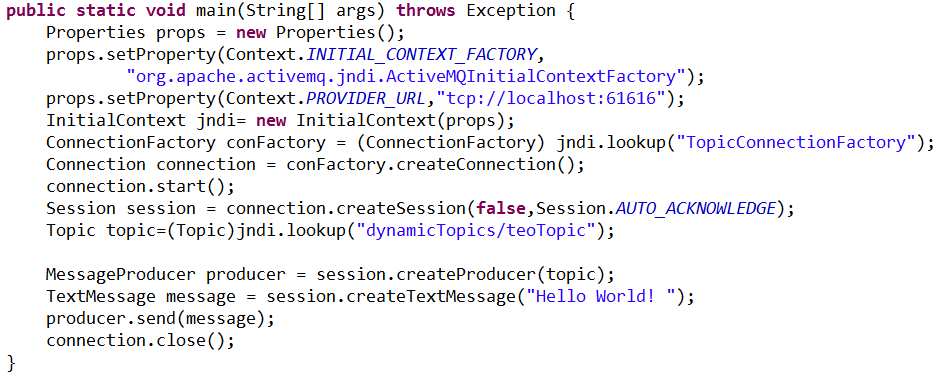 public static void main(String[] args) throws Exception {
    Properties props = new Properties();
    props.setProperty(Context.INITIAL_CONTEXT_FACTORY,
            "org.apache.activemq.jndi.ActiveMQInitialContextFactory");
    props.setProperty(Context.PROVIDER_URL,"tcp://localhost:61616");
    InitialContext jndi= new InitialContext(props);
    ConnectionFactory conFactory = (ConnectionFactory) jndi.lookup("TopicConnectionFactory");
    Connection connection = conFactory.createConnection();
    connection.start();
    Session session = connection.createSession(false,Session.AUTO_ACKNOWLEDGE);
    Topic topic=(Topic)jndi.lookup("dynamicTopics/teoTopic");

    MessageProducer producer = session.createProducer(topic);
    TextMessage message = session.createTextMessage("Hello World! ");
    producer.send(message);
    connection.close();
}